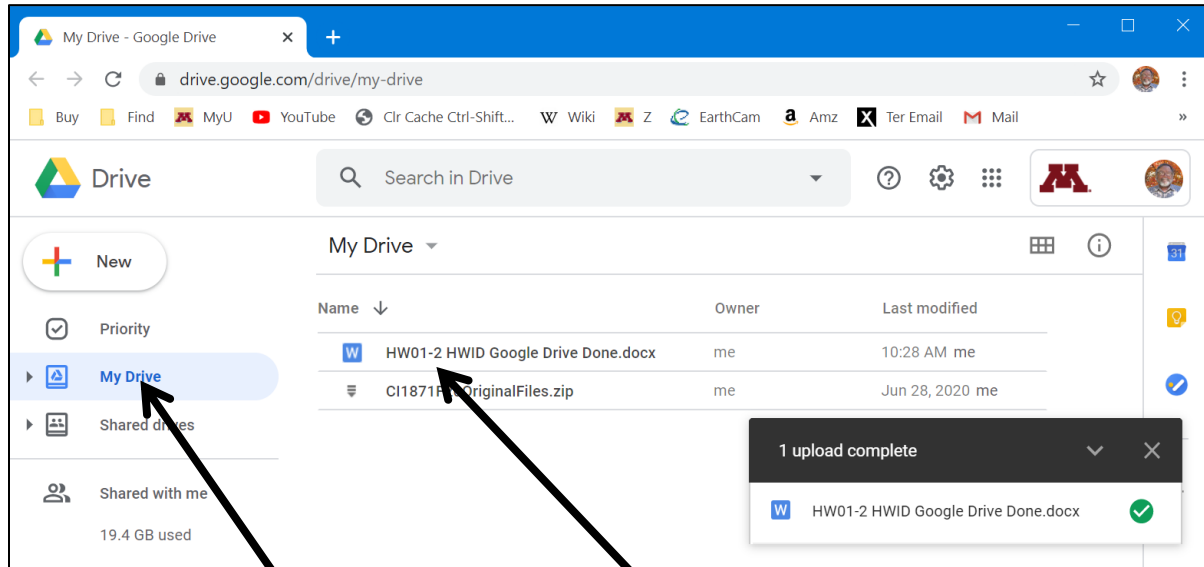 My Drive - Google Drive
drive.google.com/drive/my-drive
Buy Find MyU YouTube Clr Cache Ctrl-Shift... W Wiki Z EarthCam a Amz X Ter Email M Mail »
Drive Search in Drive M
My Drive
31
New
Name Owner Last modified
Priority
W HW01-2 HWID Google Drive Done.docx me 10:28 AM me
My Drive
CI1871F OriginalFiles.zip me Jun 28, 2020 me
Shared drives
1 upload complete
Shared with me
W HW01-2 HWID Google Drive Done.docx
19.4 GB used